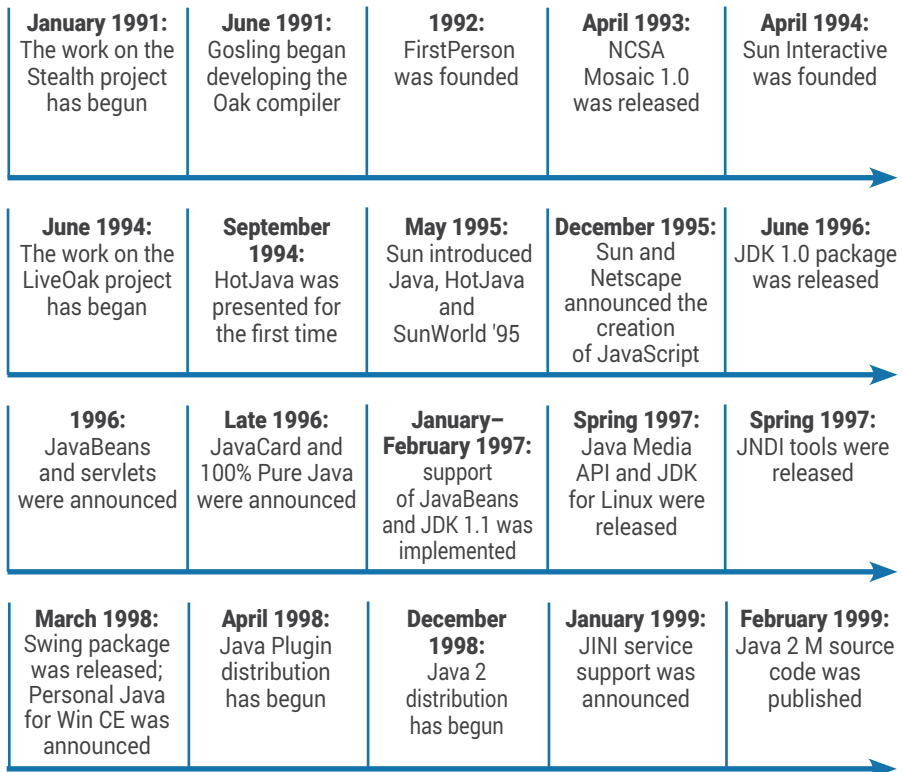 January 1991:
The work on the
Stealth project
has begun
June 1991:
Gosling began
developing the
Oak compiler
1992:
FirstPerson
was founded
April 1993:
NCSA
Mosaic 1.0
was released
April 1994:
Sun Interactive
was founded
June 1994:
The work on the
LiveOak project
has began
September
1994:
HotJava was
presented for
the first time
May 1995:
Sun introduced
Java, HotJava
and
SunWorld '95
December 1995:
Sun and
Netscape
announced the
creation
of JavaScript
June 1996:
JDK 1.0 package
was released
1996:
JavaBeans
and servlets
were announced
Late 1996:
JavaCard and
100% Pure Java
were announced
January–
February 1997:
support
of JavaBeans
and JDK 1.1 was
implemented
Spring 1997:
Java Media
API and JDK
for Linux were
released
Spring 1997:
JNDI tools were
released
March 1998:
Swing package
was released;
Personal Java
for Win CE was
announced
April 1998:
Java Plugin
distribution
has begun
December
1998:
Java 2
distribution
has begun
January 1999:
JINI service
support was
announced
February 1999:
Java 2 M source
code was
published